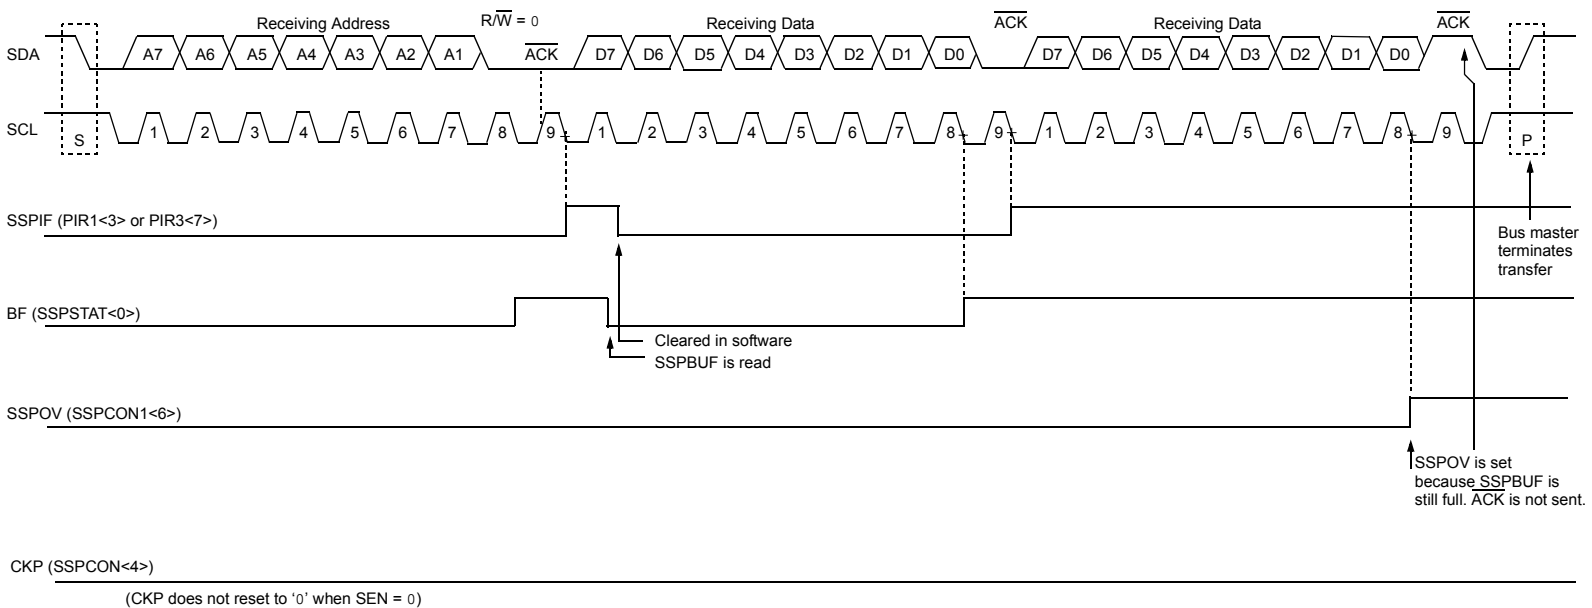 Receiving Address
R/W = 0
Receiving Data
ACK
Receiving Data
ACK
SDA
A7 A6 A5 A4 A3 A2 A1
ACK
D7 D6 D5 D4 D3 D2 D1 D0
D7 D6 D5 D4 D3 D2 D1 D0
SCL
S
1 2 3 4 5 6 7 8 9
1 2 3 4 5 6 7 8 9
1 2 3 4 5 6 7 8 9
P
SSPIF (PIR1<3> or PIR3<7>)
Bus master
terminates
transfer
BF (SSPSTAT<0>)
Cleared in software
SSPBUF is read
SSPOV (SSPCON1<6>)
SSPOV is set
because SSPBUF is
still full. ACK is not sent.
CKP (SSPCON<4>)
(CKP does not reset to ‘0’ when SEN = 0)